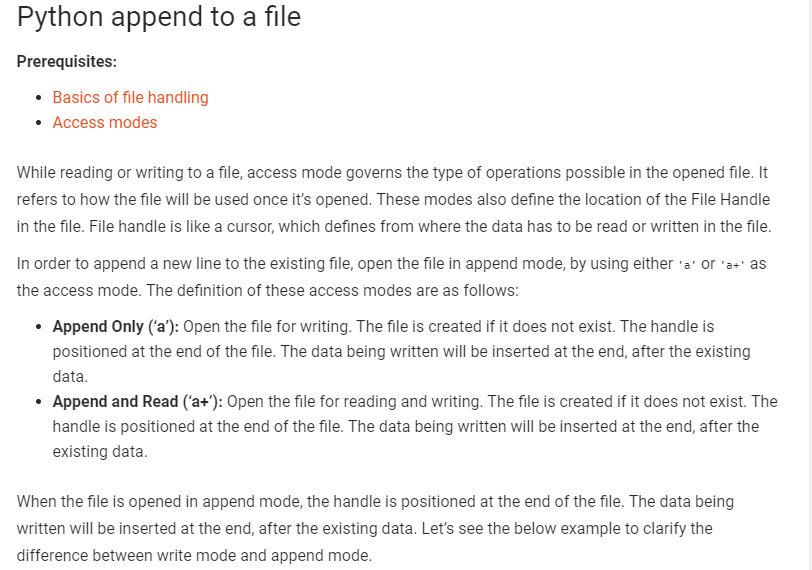 Python append to a file
Prerequisites:
• Basics of file handling
• Access modes
While reading or writing to a file, access mode governs the type of operations possible in the opened file. It
refers to how the file will be used once it’s opened. These modes also define the location of the File Handle
in the file. File handle is like a cursor, which defines from where the data has to be read or written in the file.
In order to append a new line to the existing file, open the file in append mode, by using either 'a' or 'a+' as
the access mode. The definition of these access modes are as follows:
• Append Only (‘a’): Open the file for writing. The file is created if it does not exist. The handle is
positioned at the end of the file. The data being written will be inserted at the end, after the existing
data.
• Append and Read (‘a+’): Open the file for reading and writing. The file is created if it does not exist. The
handle is positioned at the end of the file. The data being written will be inserted at the end, after the
existing data.
When the file is opened in append mode, the handle is positioned at the end of the file. The data being
written will be inserted at the end, after the existing data. Let’s see the below example to clarify the
difference between write mode and append mode.